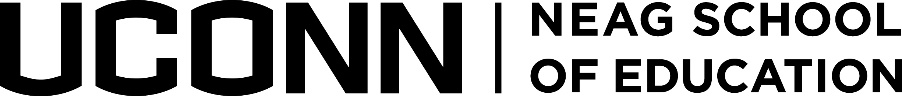 UCONN
NEAG SCHOOL
OF EDUCATION